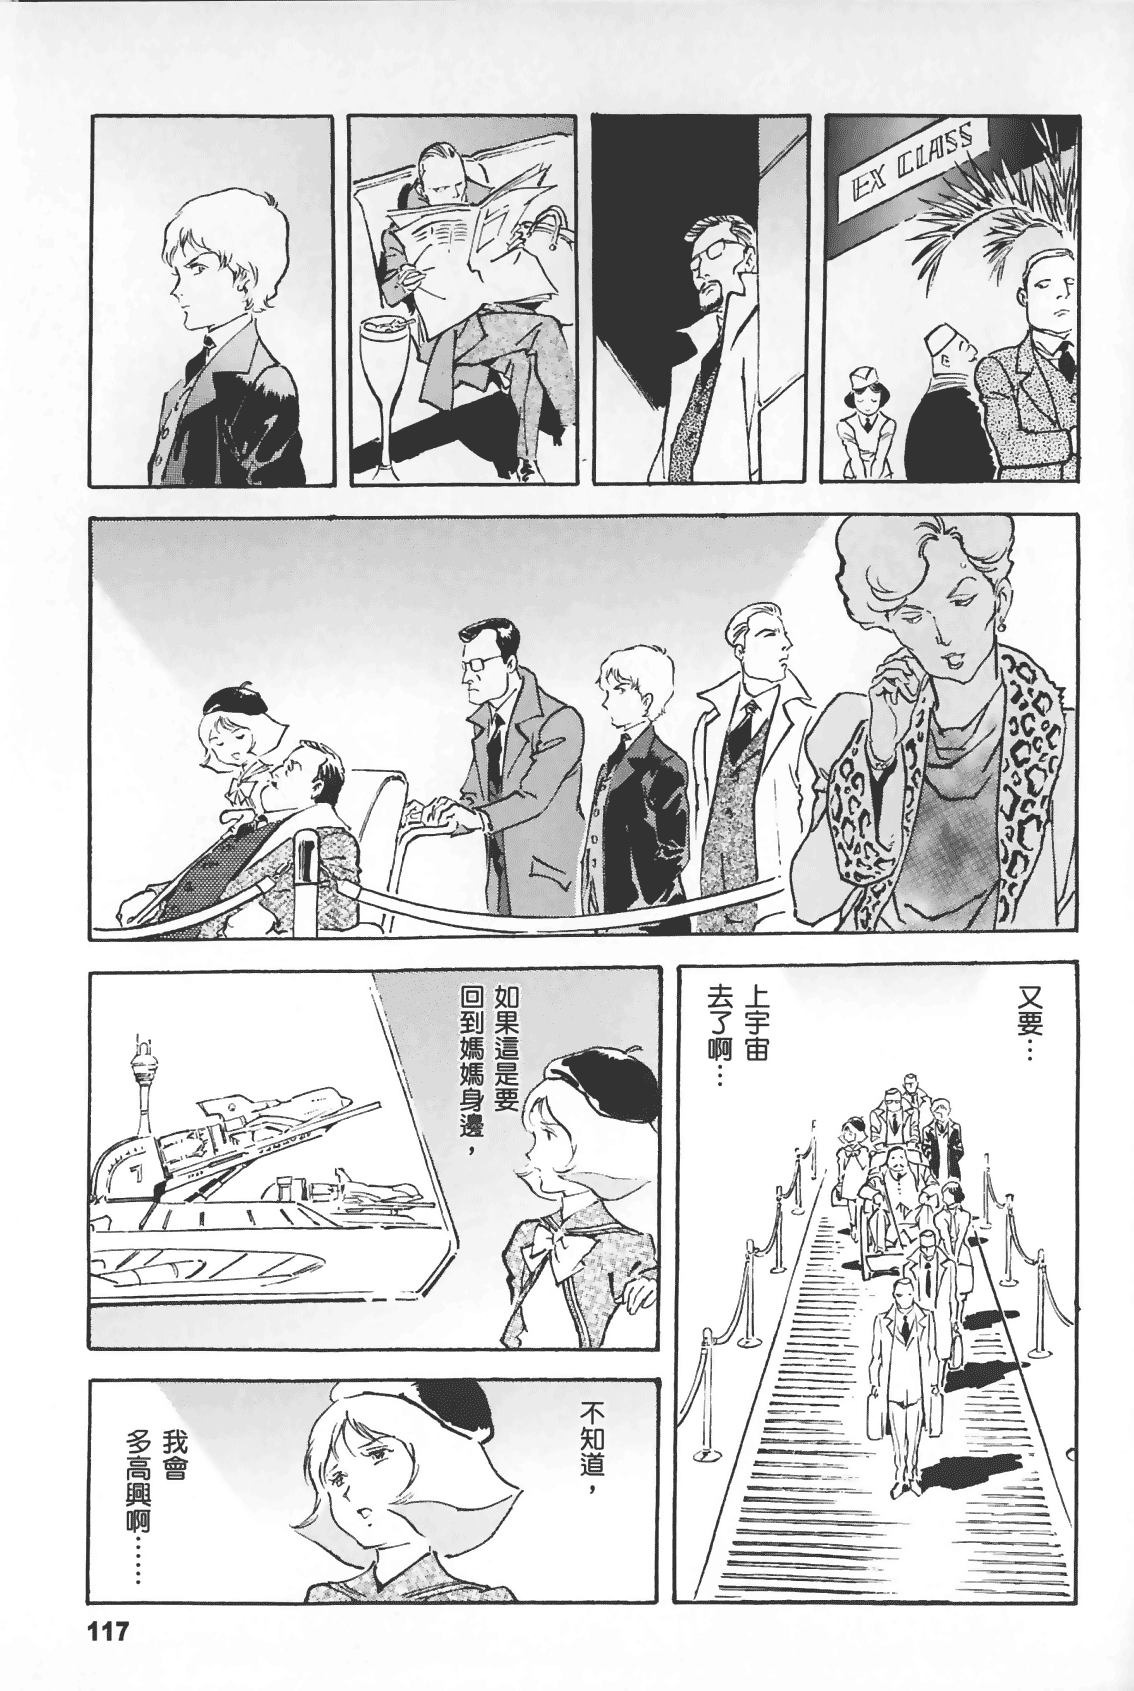 EX CLASS
又要…
上宇宙
去了啊…
如果這是要
回到媽媽身邊，
不知道，
我會
多高興啊……
117